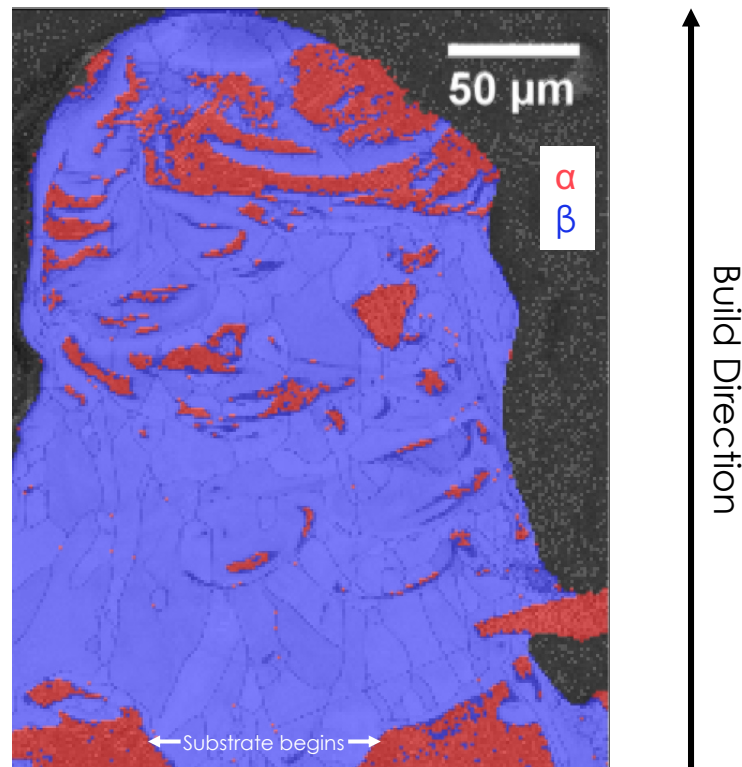 50 µm
α
β
Build Direction
Substrate begins